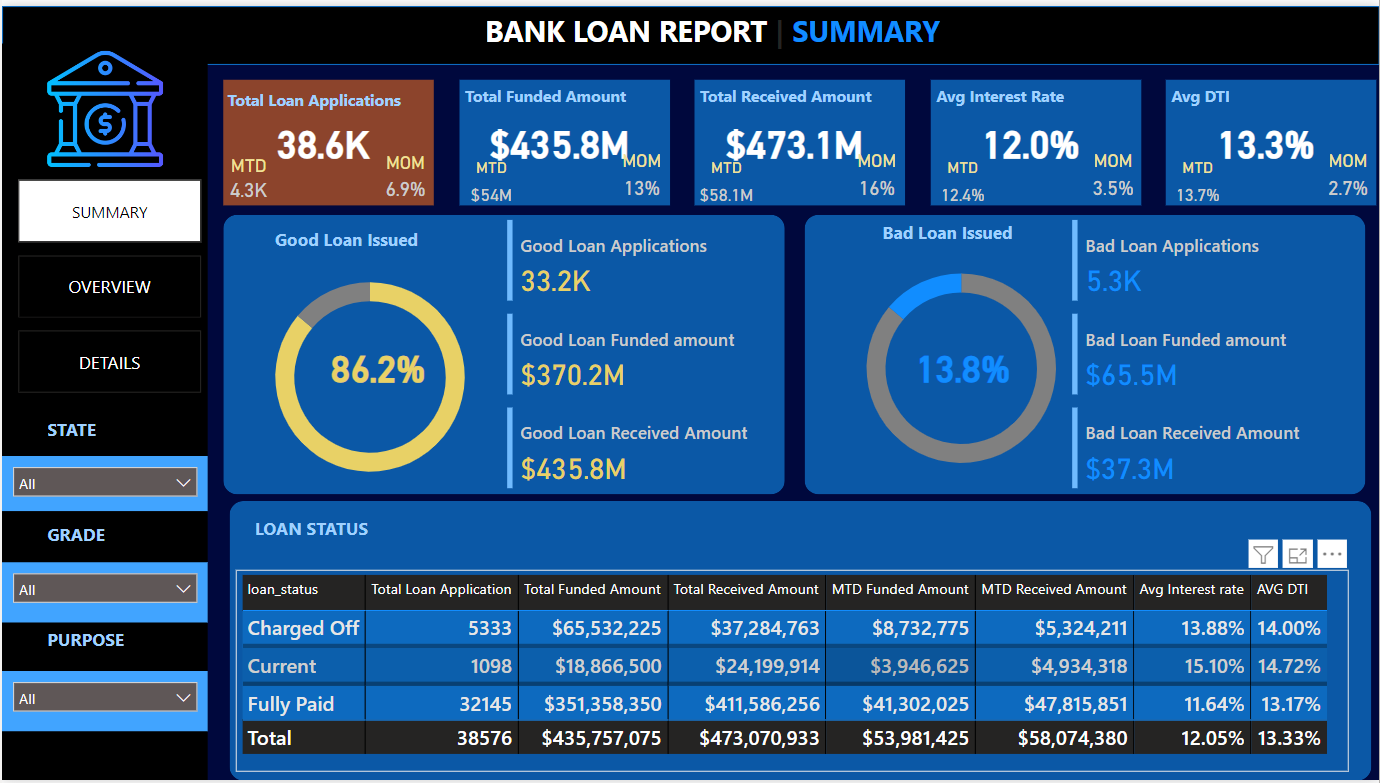 BANK LOAN REPORT | SUMMARY
SUMMARY
OVERVIEW
DETAILS
STATE
All
GRADE
All
PURPOSE
All
Total Loan Applications
38.6K
MTD
4.3K
MOM
6.9%
Total Funded Amount
$435.8M
MTD
$54M
MOM
13%
Total Received Amount
$473.1M
MTD
$58.1M
MOM
16%
Avg Interest Rate
12.0%
MTD
12.4%
MOM
3.5%
Avg DTI
13.3%
MTD
13.7%
MOM
2.7%
Good Loan Issued
86.2%
Good Loan Applications
33.2K
Good Loan Funded amount
$370.2M
Good Loan Received Amount
$435.8M
Bad Loan Issued
13.8%
Bad Loan Applications
5.3K
Bad Loan Funded amount
$65.5M
Bad Loan Received Amount
$37.3M
LOAN STATUS
loan_status Total Loan Application Total Funded Amount Total Received Amount MTD Funded Amount MTD Received Amount Avg Interest rate AVG DTI
Charged Off 5333 $65,532,225 $37,284,763 $8,732,775 $5,324,211 13.88% 14.00%
Current 1098 $18,866,500 $24,199,914 $3,946,625 $4,934,318 15.10% 14.72%
Fully Paid 32145 $351,358,350 $411,586,256 $41,302,025 $47,815,851 11.64% 13.17%
Total 38576 $435,757,075 $473,070,933 $53,981,425 $58,074,380 12.05% 13.33%